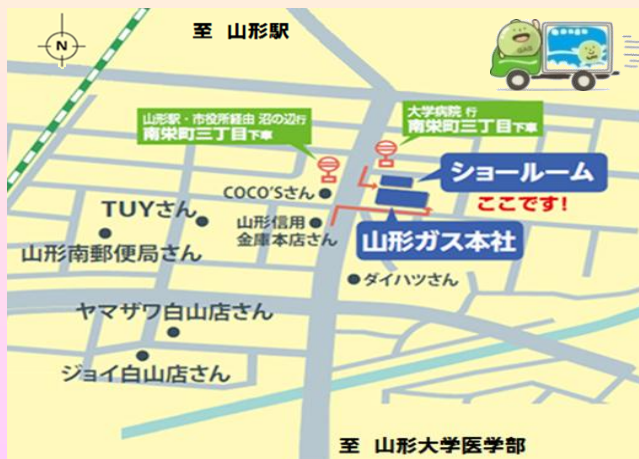 至 山形駅
N
山形駅・市役所経由 沼の辺行
南栄町三丁目下車
大学病院 行
南栄町三丁目下車
ショールーム
ここです!
COCO'Sさん
TUYさん
山形信用
金庫本店さん
山形ガス本社
山形南郵便局さん
ダイハツさん
ヤマザワ白山店さん
ジョイ白山店さん
至 山形大学医学部